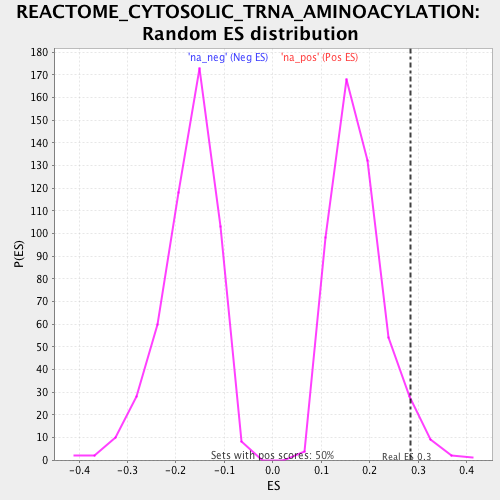 REACTOME_CYTOSOLIC_TRNA_AMINOACYLATION:
Random ES distribution
'na_neg' (Neg ES) 'na_pos' (Pos ES)
180
170
160
150
140
130
120
110
100
90
80
70
60
50
40
30
20
10
0
P(ES)
Sets with pos scores: 50%
Real ES 0.3
-0.4 -0.3 -0.2 -0.1 0.0 0.1 0.2 0.3 0.4
ES